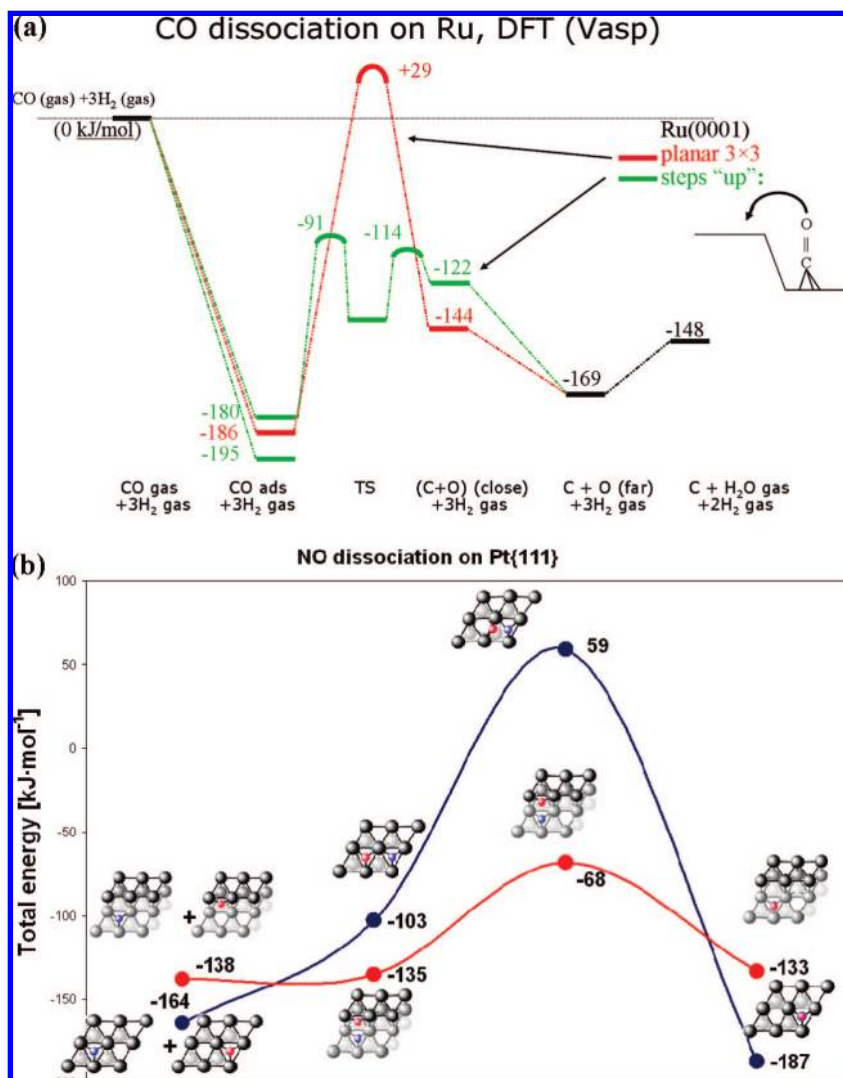 (a)
CO dissociation on Ru, DFT (Vasp)
+29
CO (gas) +3H2 (gas)
(0 kJ/mol)
Ru(0001)
planar 3×3
steps "up":
-91
-114
-122
O
C
-144
-148
-169
-180
-186
-195
CO gas
+3H2 gas
CO ads
+3H2 gas
TS
(C+O) (close)
+3H2 gas
C + O (far)
+3H2 gas
C + H2O gas
+2H2 gas
(b)
NO dissociation on Pt{111}
Total energy [kJ·mol-1]
100
50
0
-50
-100
-150
59
-68
-103
-133
-135
-138
-164
-187
+
+